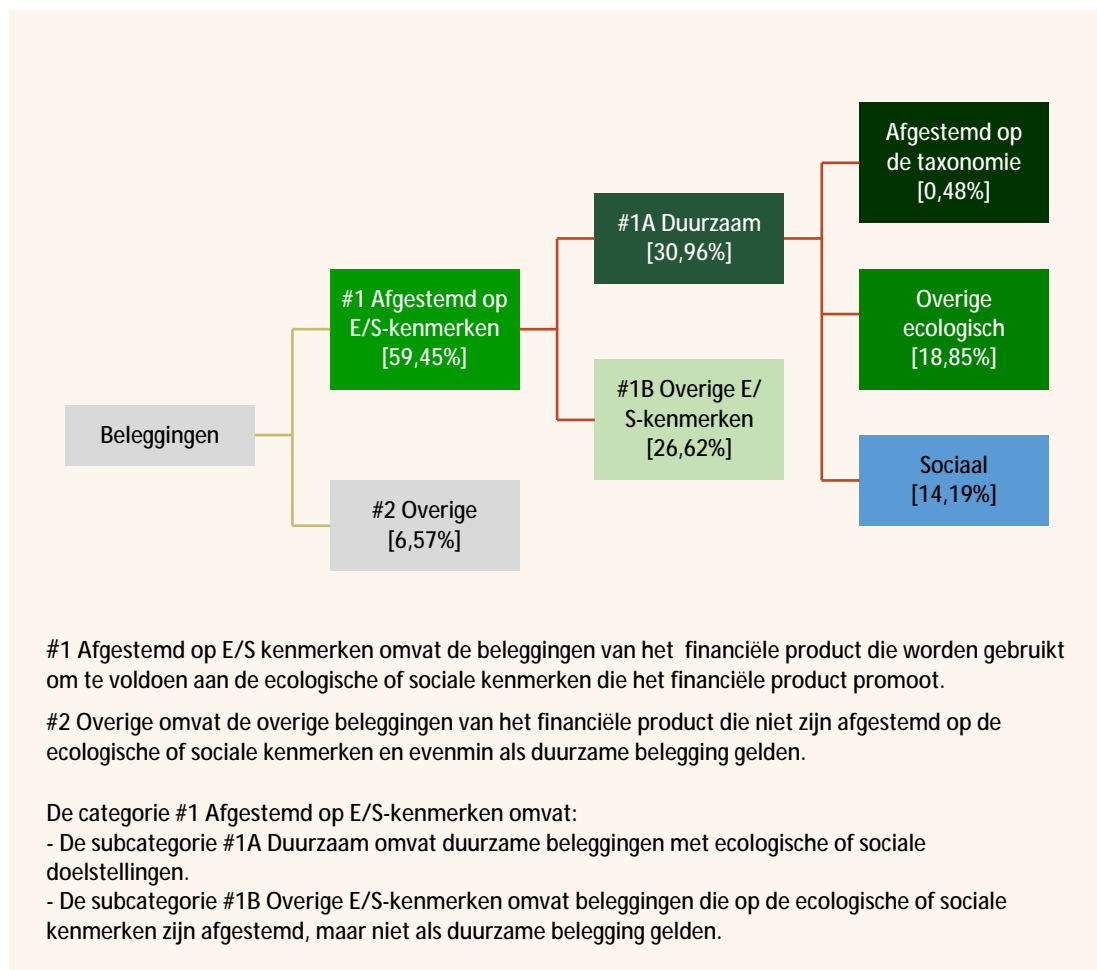 Afgestemd op
de taxonomie
[0,48%]
#1A Duurzaam
[30,96%]
#1 Afgestemd op
E/S-kenmerken
[59,45%]
Overige
ecologisch
[18,85%]
#1B Overige E/
S-kenmerken
[26,62%]
Beleggingen
#2 Overige
[6,57%]
Sociaal
[14,19%]
#1 Afgestemd op E/S kenmerken omvat de beleggingen van het financiële product die worden gebruikt
om te voldoen aan de ecologische of sociale kenmerken die het financiële product promoot.
#2 Overige omvat de overige beleggingen van het financiële product die niet zijn afgestemd op de
ecologische of sociale kenmerken en evenmin als duurzame belegging gelden.
De categorie #1 Afgestemd op E/S-kenmerken omvat:
- De subcategorie #1A Duurzaam omvat duurzame beleggingen met ecologische of sociale
doelstellingen.
- De subcategorie #1B Overige E/S-kenmerken omvat beleggingen die op de ecologische of sociale
kenmerken zijn afgestemd, maar niet als duurzame belegging gelden.